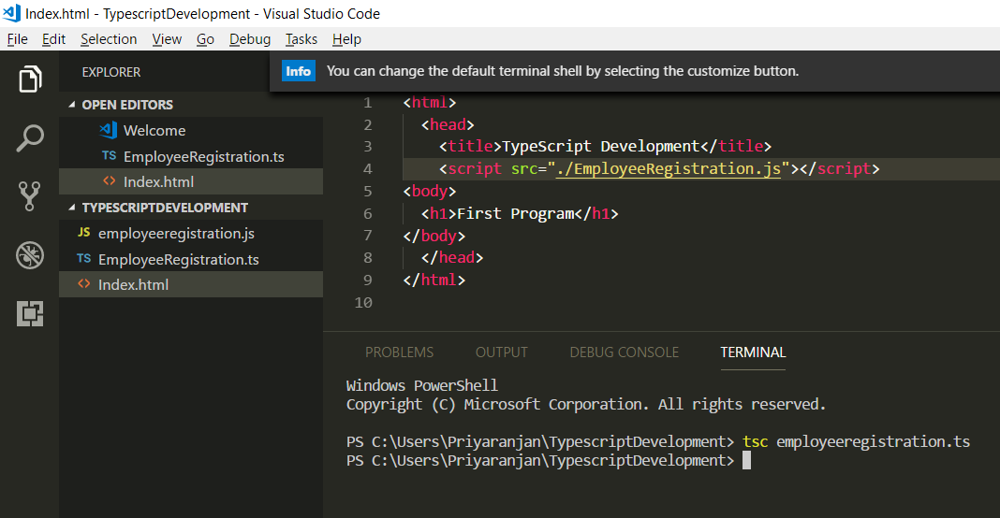 Index.html - TypescriptDevelopment - Visual Studio Code
File Edit Selection View Go Debug Tasks Help
EXPLORER
Info You can change the default terminal shell by selecting the customize button.
OPEN EDITORS
Welcome
TS EmployeeRegistration.ts
<> Index.html
TYPESCRIPTDEVELOPMENT
JS employeeregistration.js
TS EmployeeRegistration.ts
<> Index.html
1 <html>
2 <head>
3 <title>TypeScript Development</title>
4 <script src="./EmployeeRegistration.js"></script>
5 <body>
6 <h1>First Program</h1>
7 </body>
8 </head>
9 </html>
10
PROBLEMS OUTPUT DEBUG CONSOLE TERMINAL
Windows PowerShell
Copyright (C) Microsoft Corporation. All rights reserved.
PS C:\Users\Priyaranjan\TypescriptDevelopment> tsc employeeregistration.ts
PS C:\Users\Priyaranjan\TypescriptDevelopment>